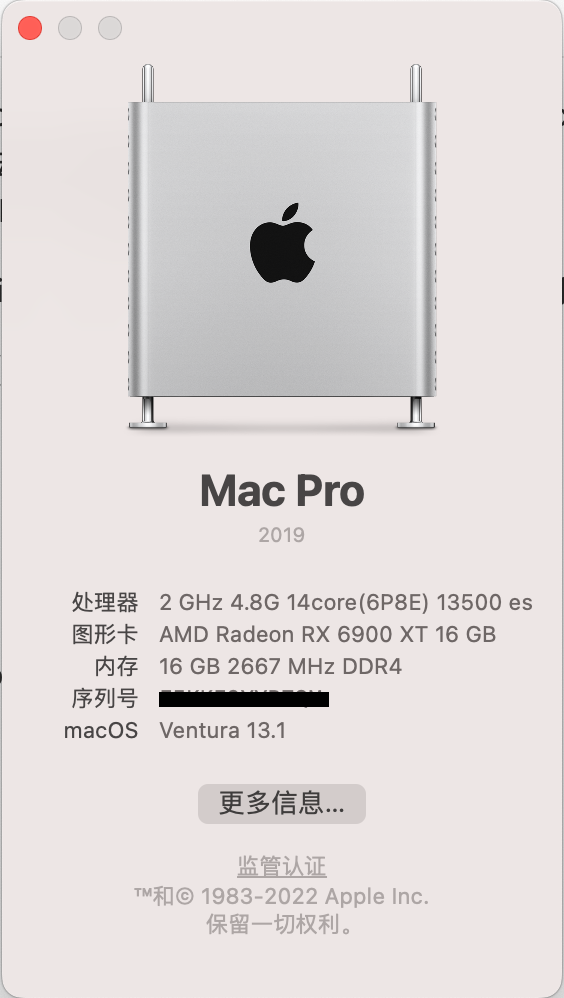 Mac Pro
2019
处理器 2 GHz 4.8G 14core(6P8E) 13500 es
图形卡 AMD Radeon RX 6900 XT 16 GB
内存 16 GB 2667 MHz DDR4
序列号
macOS Ventura 13.1
更多信息...
监管认证
™和© 1983-2022 Apple Inc.
保留一切权利。